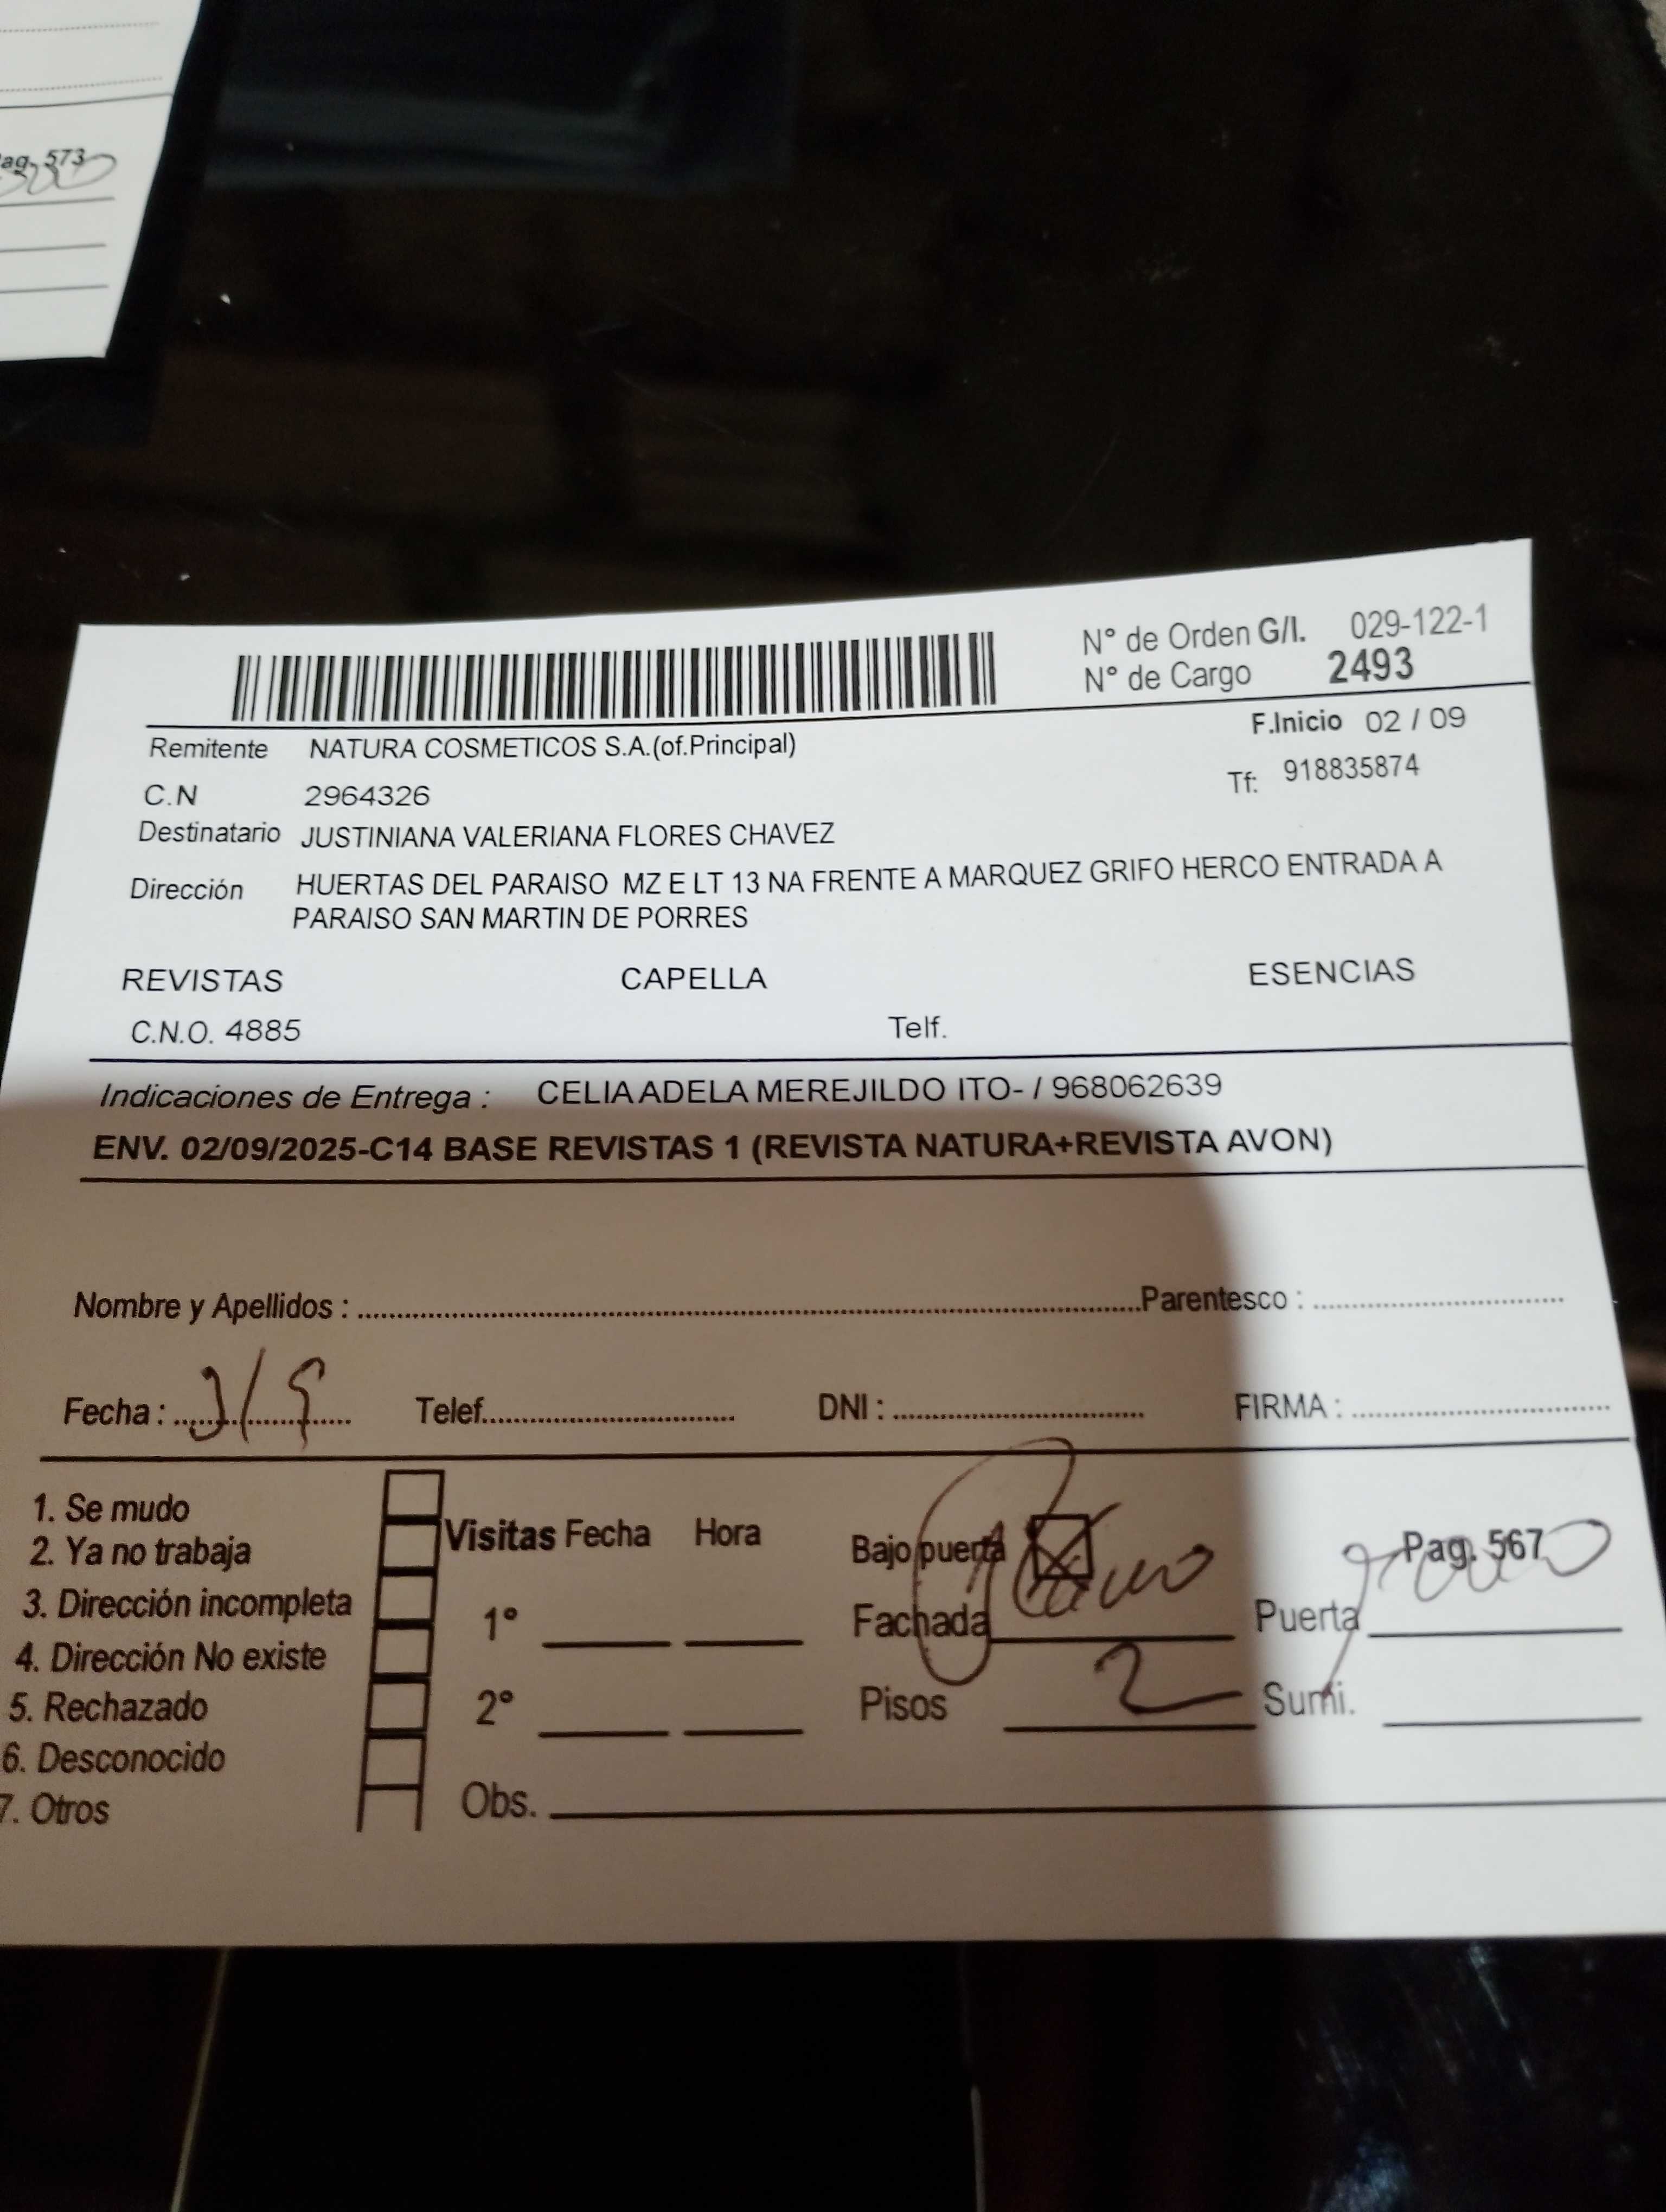 ag. 573
N° de Orden G/I. 029-122-1
N° de Cargo 2493
F.Inicio 02 / 09
Remitente NATURA COSMETICOS S.A.(of.Principal)
Tf: 918835874
C.N 2964326
Destinatario JUSTINIANA VALERIANA FLORES CHAVEZ
Dirección HUERTAS DEL PARAISO MZ E LT 13 NA FRENTE A MARQUEZ GRIFO HERCO ENTRADA A
PARAISO SAN MARTIN DE PORRES
REVISTAS CAPELLA ESENCIAS
C.N.O. 4885 Telf.
Indicaciones de Entrega : CELIA ADELA MEREJILDO ITO- / 968062639
ENV. 02/09/2025-C14 BASE REVISTAS 1 (REVISTA NATURA+REVISTA AVON)
Nombre y Apellidos : Parentesco :
Fecha : 3/9 Telef. DNI : FIRMA :
1. Se mudo
2. Ya no trabaja
3. Dirección incompleta
4. Dirección No existe
5. Rechazado
6. Desconocido
7. Otros
Visitas Fecha Hora
1°
2°
Obs.
Bajo puerta Pag. 567
Fachada Puerta
Pisos 2 Sumi.